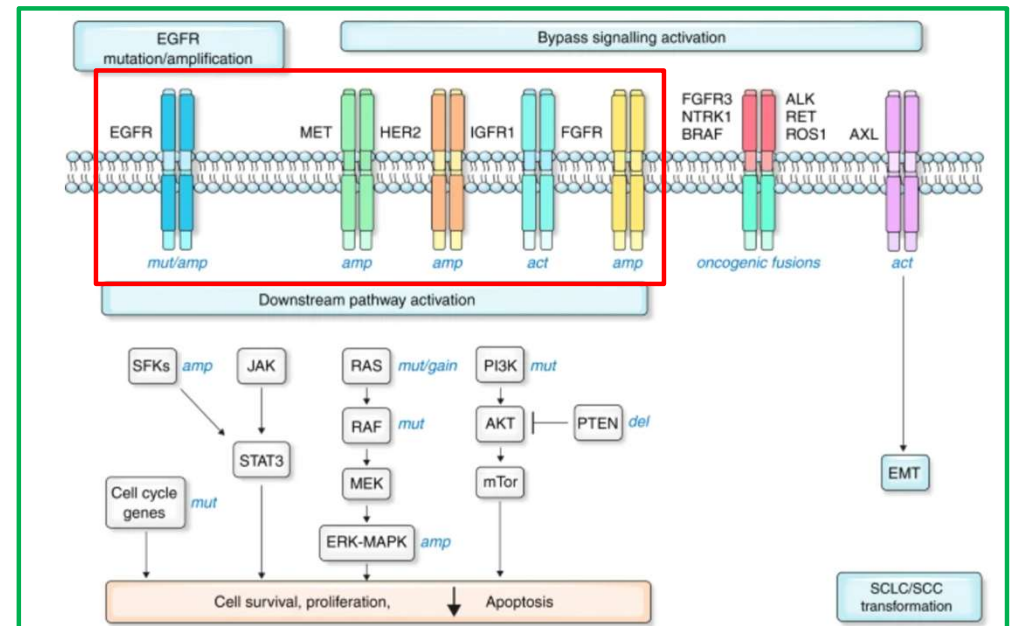 EGFR
mutation/amplification
Bypass signalling activation
EGFR
MET
HER2
IGFR1
FGFR
FGFR3
NTRK1
BRAF
ALK
RET
ROS1
AXL
mut/amp
amp
amp
act
amp
oncogenic fusions
act
Downstream pathway activation
SFKs amp
JAK
RAS mut/gain
PI3K mut
RAF mut
AKT
PTEN del
STAT3
MEK
mTor
EMT
Cell cycle
genes
mut
ERK-MAPK amp
Cell survival, proliferation, Apoptosis
SCLC/SCC
transformation